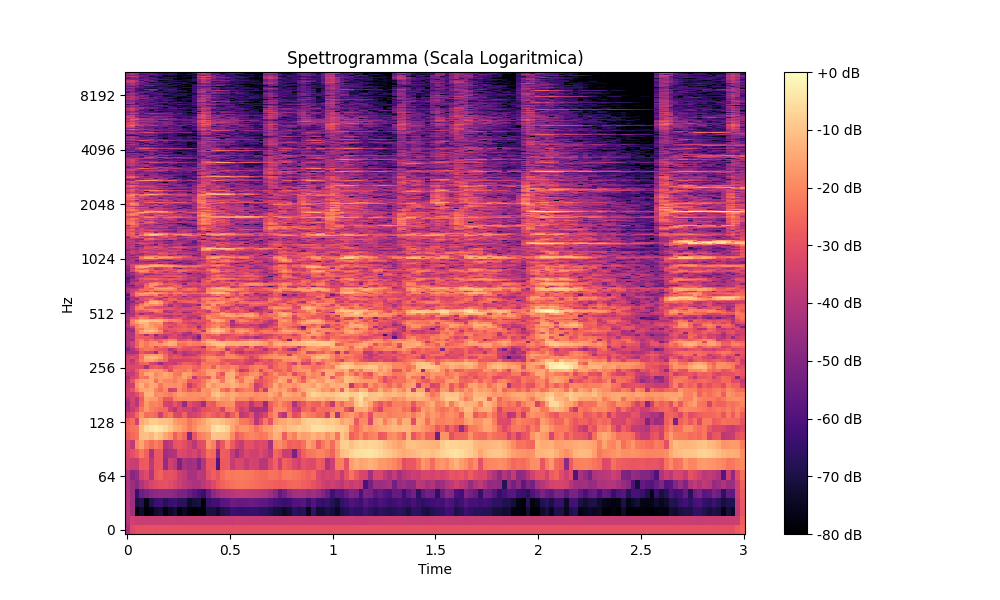 Spettrogramma (Scala Logaritmica)
Hz
8192
4096
2048
1024
512
256
128
64
0
0
0.5
1
1.5
2
2.5
3
Time
+0 dB
-10 dB
-20 dB
-30 dB
-40 dB
-50 dB
-60 dB
-70 dB
-80 dB